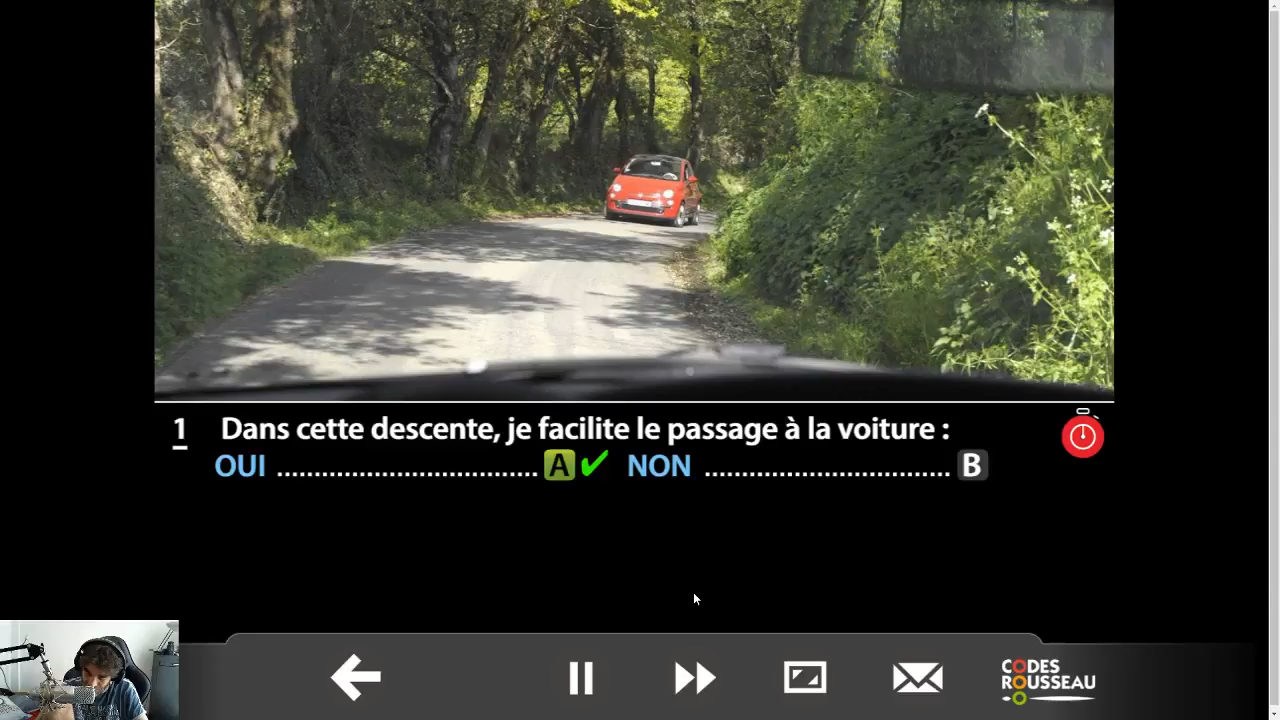 1 Dans cette descente, je facilite le passage à la voiture :
OUI .................................. A ✔ NON ................................ B
CODES
ROUSSEAU